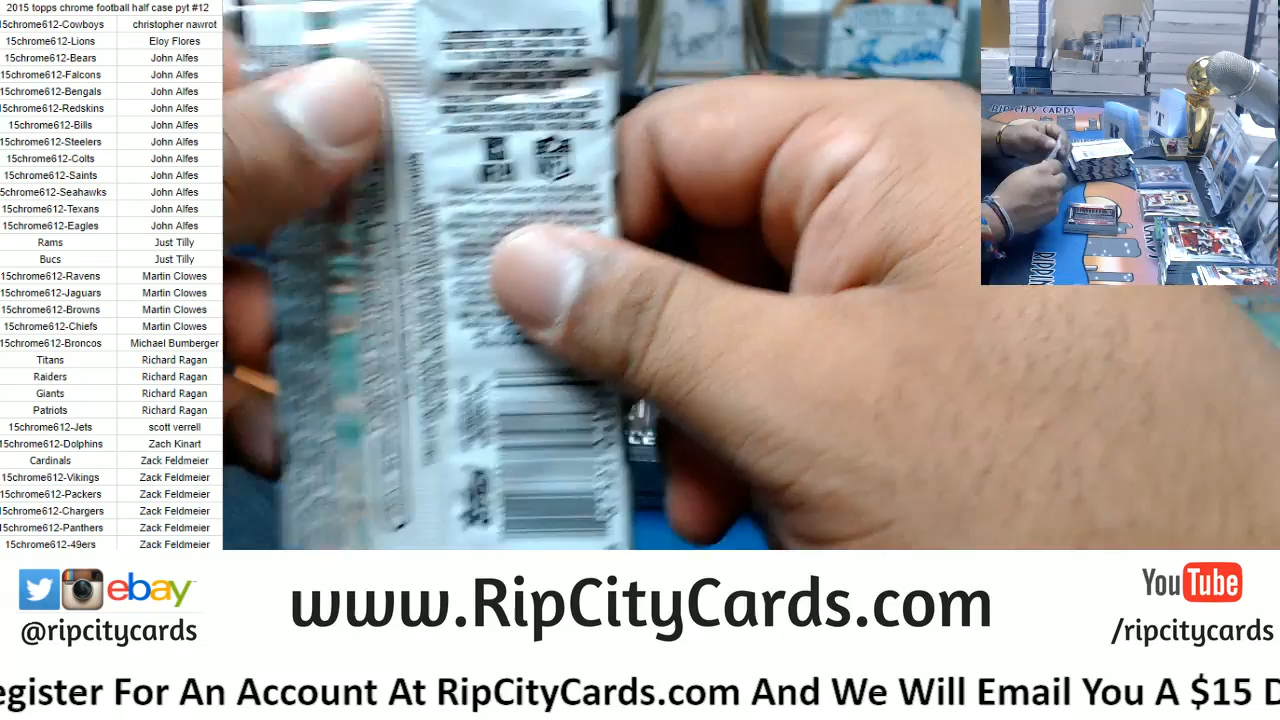 2015 topps chrome football half case pyt #12
15chrome612-Cowboys christopher nawrot
15chrome612-Lions Eloy Flores
15chrome612-Bears John Alfes
15chrome612-Falcons John Alfes
15chrome612-Bengals John Alfes
15chrome612-Redskins John Alfes
15chrome612-Bills John Alfes
15chrome612-Steelers John Alfes
15chrome612-Colts John Alfes
15chrome612-Saints John Alfes
15chrome612-Seahawks John Alfes
15chrome612-Texans John Alfes
15chrome612-Eagles John Alfes
Rams Just Tilly
Bucs Just Tilly
15chrome612-Ravens Martin Clowes
15chrome612-Jaguars Martin Clowes
15chrome612-Browns Martin Clowes
15chrome612-Chiefs Martin Clowes
15chrome612-Broncos Michael Bumberger
Titans Richard Ragan
Raiders Richard Ragan
Giants Richard Ragan
Patriots Richard Ragan
15chrome612-Jets scott verrell
15chrome612-Dolphins Zach Kinart
Cardinals Zack Feldmeier
15chrome612-Vikings Zack Feldmeier
15chrome612-Packers Zack Feldmeier
15chrome612-Chargers Zack Feldmeier
15chrome612-Panthers Zack Feldmeier
15chrome612-49ers Zack Feldmeier
RIP CITY CARDS
ebay
@ripcitycards
www.RipCityCards.com
YouTube
/ripcitycards
egister For An Account At RipCityCards.com And We Will Email You A $15 D